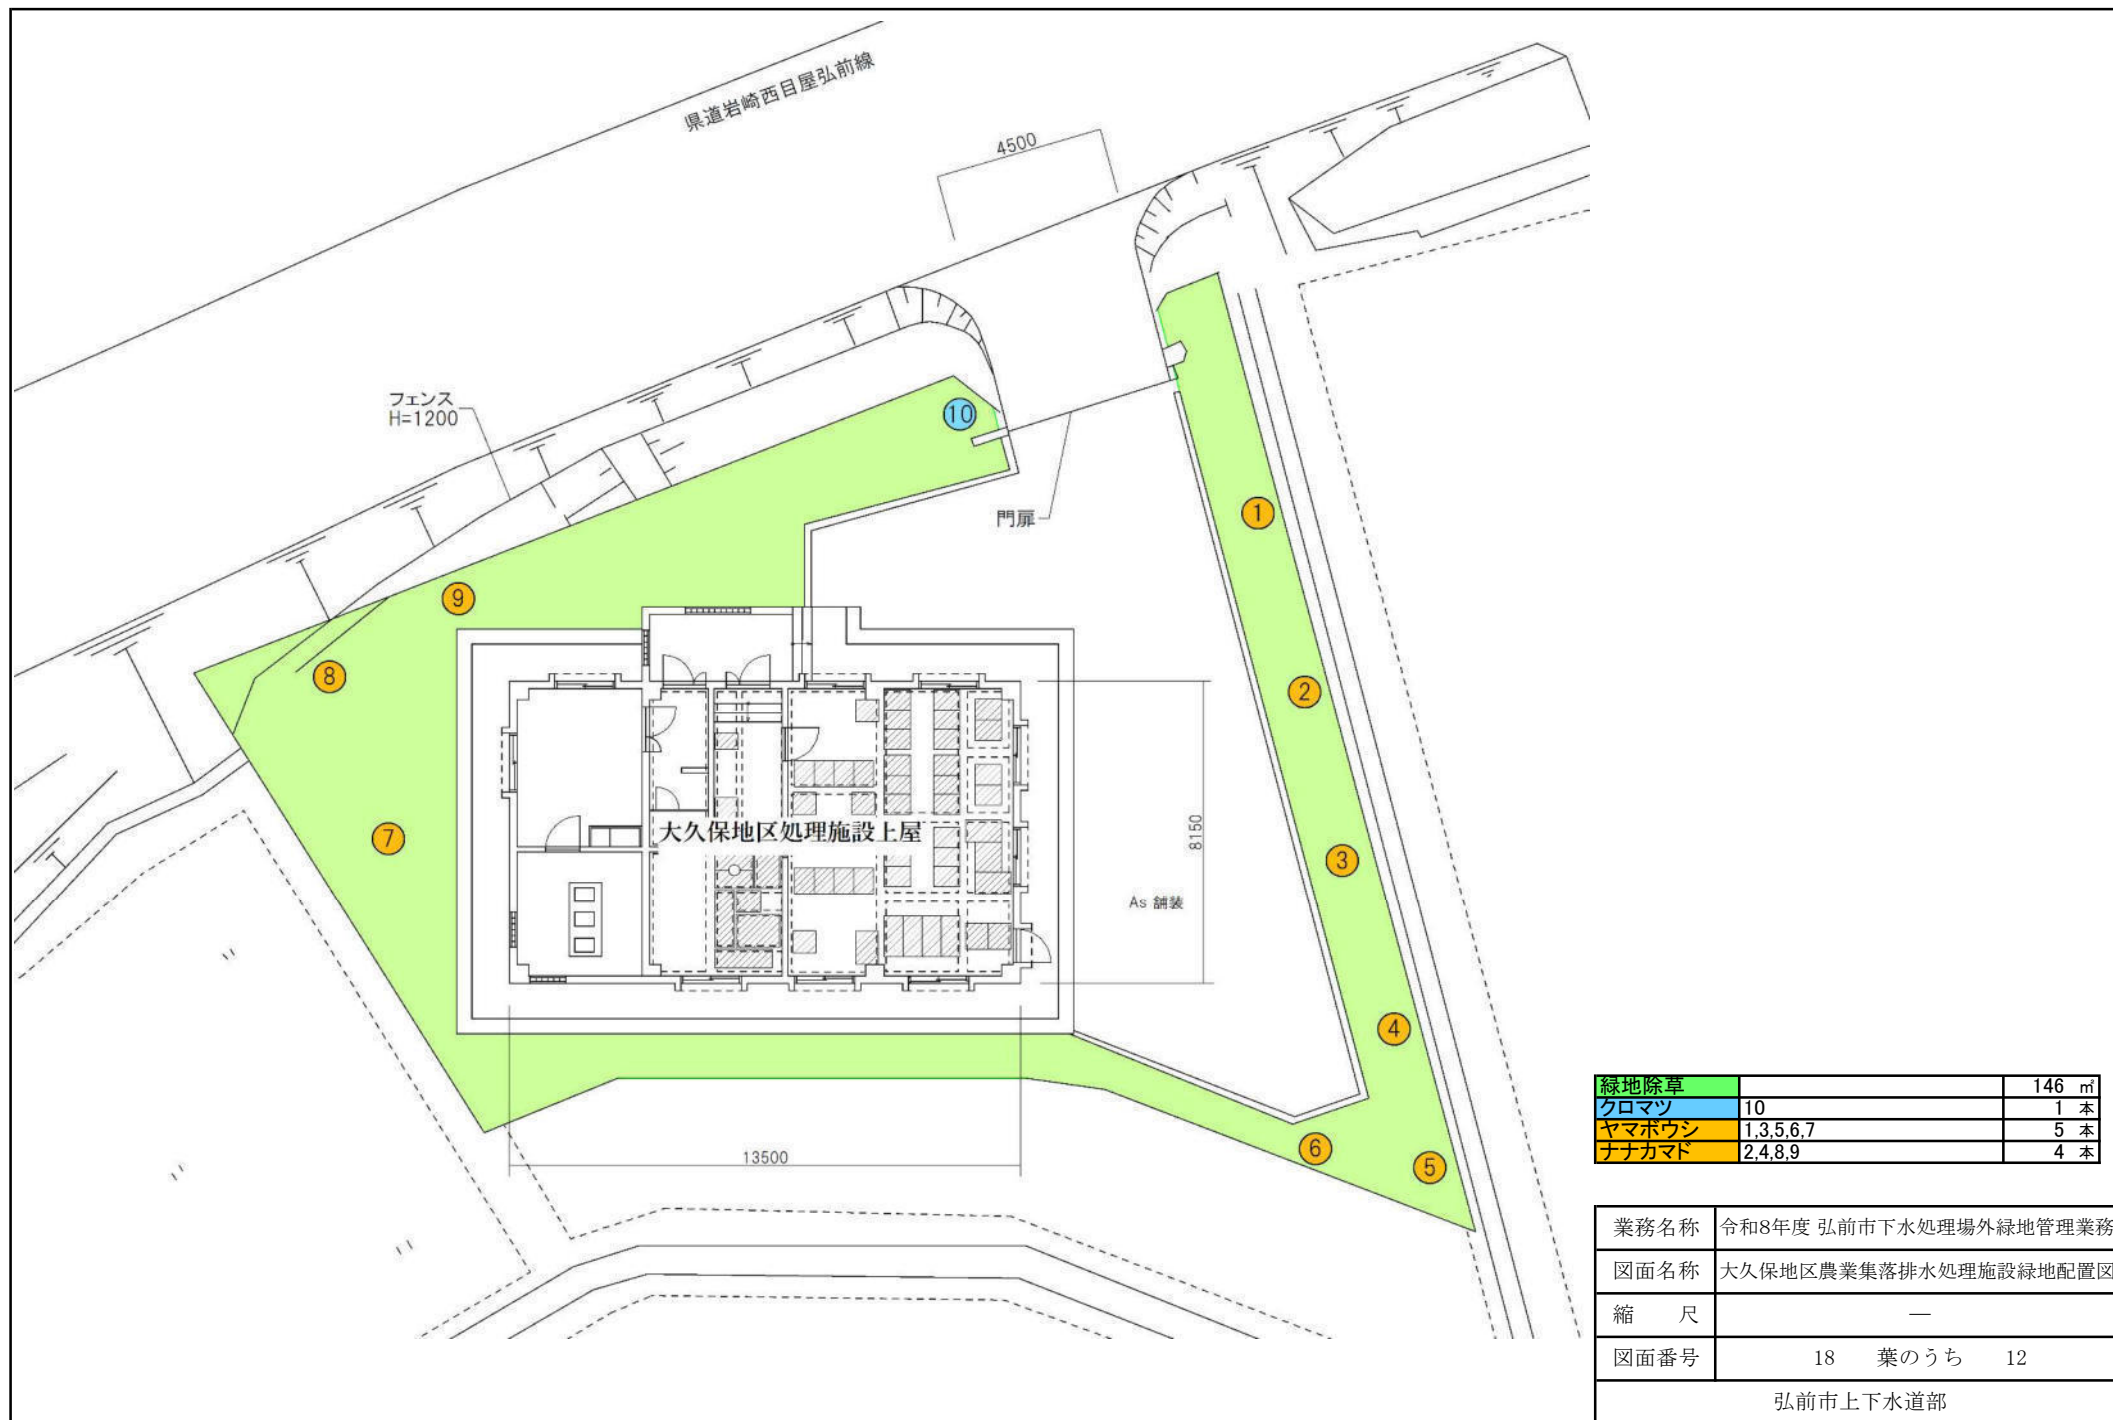 県道岩崎西目屋弘前線
4500
フェンス
H=1200
10
門扉
1
9
8
2
7
大久保地区処理施設上屋
8150
3
As 舗装
4
13500
6
5
緑地除草 146 ㎡
クロマツ 10 1 本
ヤマボウシ 1,3,5,6,7 5 本
ナナカマド 2,4,8,9 4 本
業務名称 令和8年度 弘前市下水処理場外緑地管理業務
図面名称 大久保地区農業集落排水処理施設緑地配置図
縮 尺 ―
図面番号 18 葉のうち 12
弘前市上下水道部